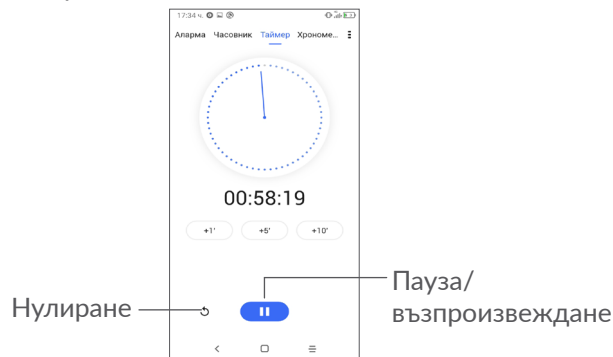 17:34 ч.
Аларма Часовник Таймер Хрономе...
00:58:19
+1' +5' +10'
Пауза/
възпроизвеждане
Нулиране